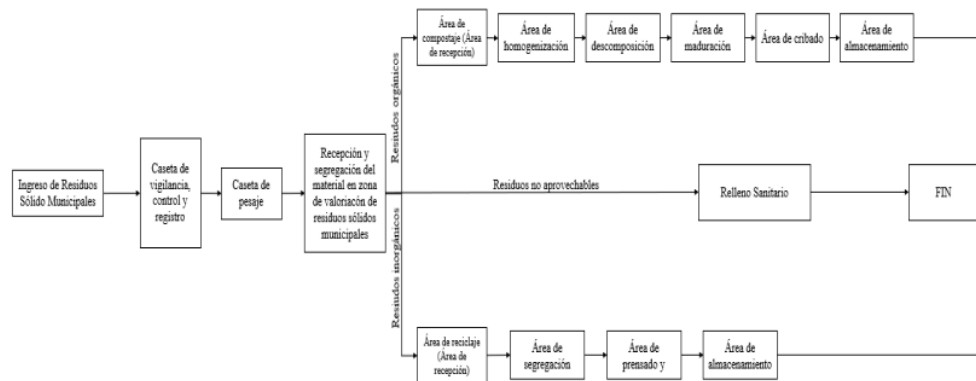 Área de
compostaje (Área
de recepción)
Área de
homogenización
Área de
descomposición
Área de
maduración
Área de cribado
Área de
almacenamiento
Resiudos orgánicos
Ingreso de Residuos
Sólido Municipales
Caseta de
vigilancia,
control y
registro
Caseta de
pesaje
Recepción y
segregación del
material en zona
de valoriacón de
residuos sólidos
municipales
Residuos no aprovechables
Relleno Sanitario
FIN
Resiudos inorgánicos
Área de reciclaje
(Área de
recepción)
Área de
segregación
Área de
prensado y
Área de
almacenamiento